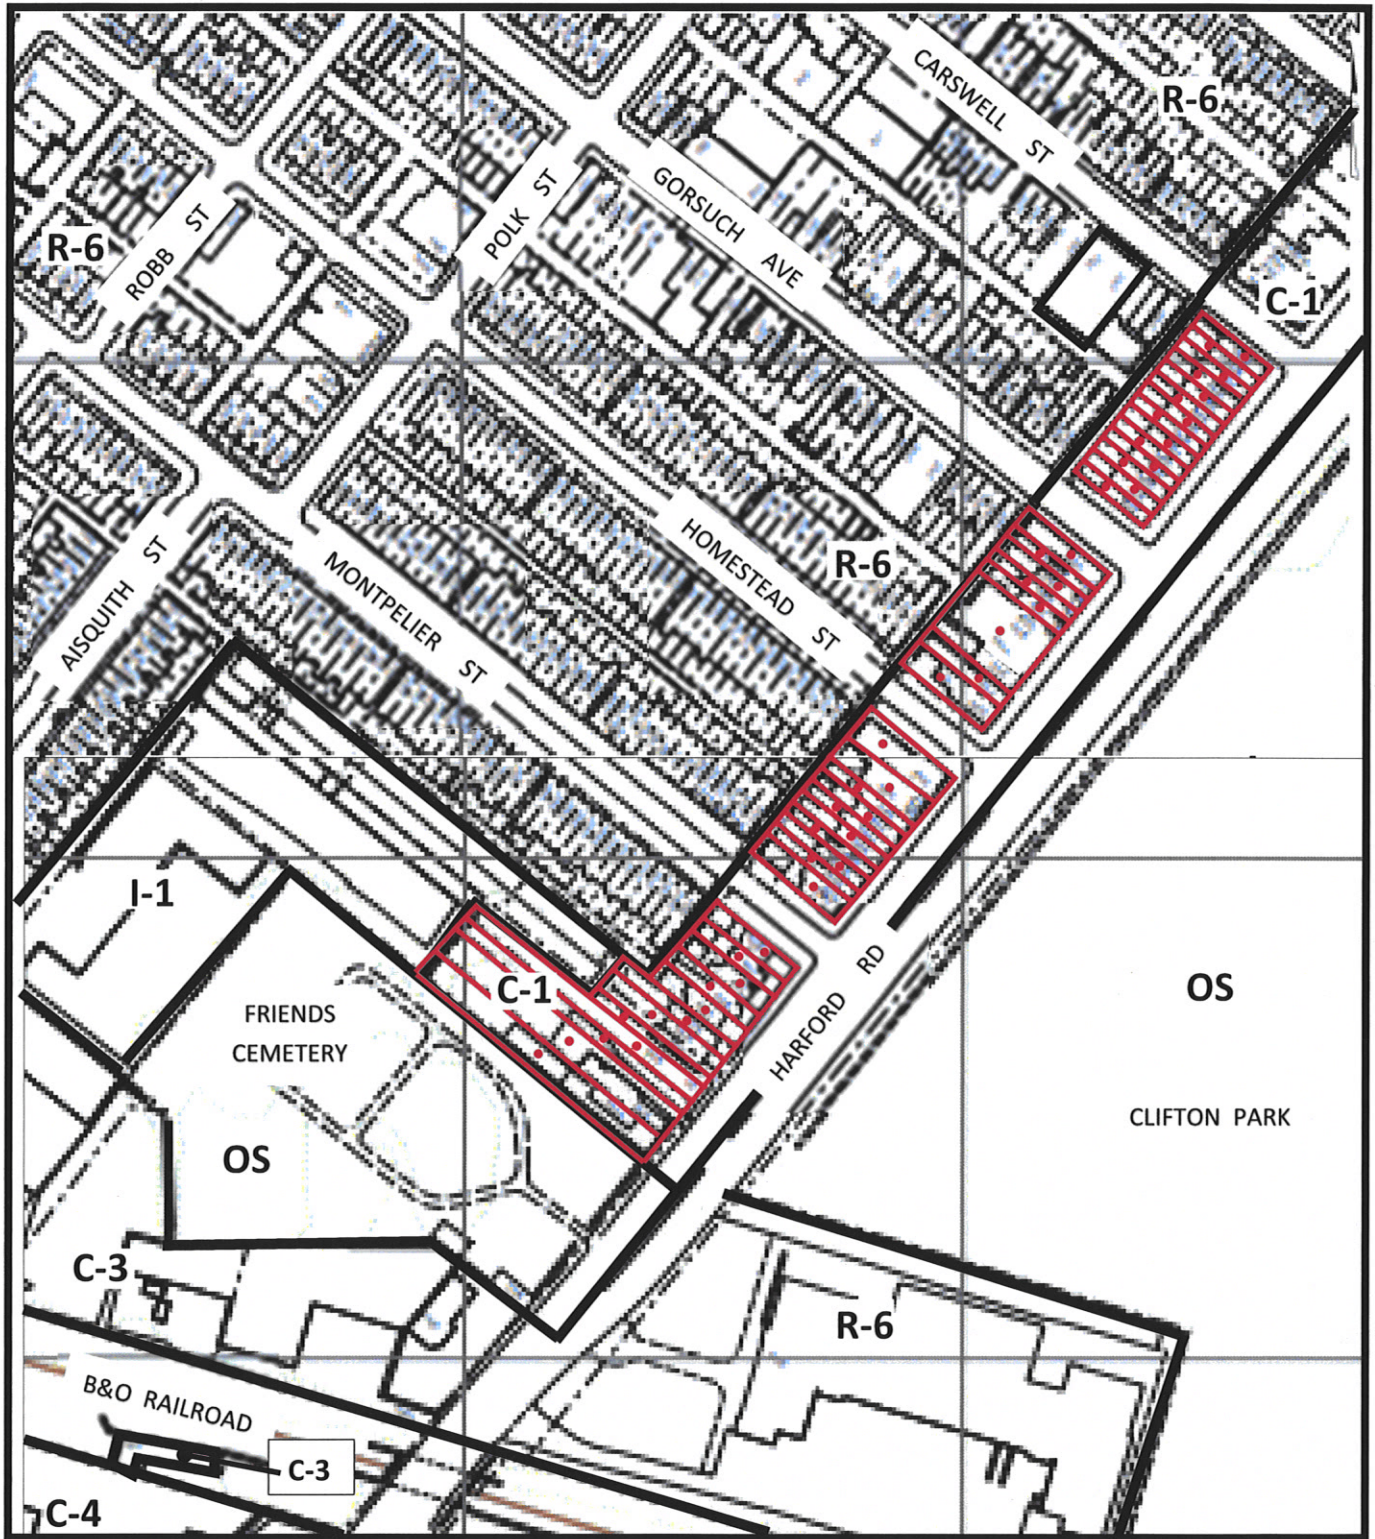 CARSWELL ST
R-6
GORSUCH AVE
POLK ST
ROBB ST
R-6
C-1
HOMESTEAD ST
R-6
MONTPELIER ST
AISQUITH ST
I-1
C-1
HARFORD RD
OS
FRIENDS
CEMETERY
CLIFTON PARK
OS
C-3
R-6
B&O RAILROAD
C-3
C-4